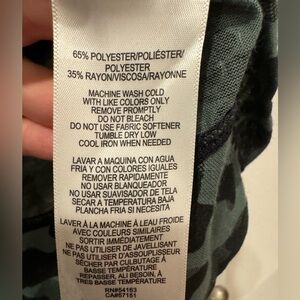 65% POLYESTER/POLIÉSTER/
POLYESTER
35% RAYON/VISCOSA/RAYONNE
MACHINE WASH COLD
WITH LIKE COLORS ONLY
REMOVE PROMPTLY
DO NOT BLEACH
DO NOT USE FABRIC SOFTENER
TUMBLE DRY LOW
COOL IRON WHEN NEEDED
LAVAR A MAQUINA CON AGUA
FRIA Y CON COLORES IGUALES
REMOVER RAPIDAMENTE
NO USAR BLANQUEADOR
NO USAR SUAVISADOR DE TELA
SECAR A TEMPERATURA BAJA
PLANCHA FRIA SI NECESITA
LAVER À LA MACHINE À L'EAU FROIDE
AVEC COULEURS SIMILAIRES
SORTIR IMMÉDIATEMENT
NE PAS UTILISER DE JAVELLISANT
NE PAS UTILISER D'ASSOUPLISSEUR
SÉCHER PAR CULBUTAGE À
BASSE TEMPÉRATURE
REPASSER, AU BESOIN, À
TRÈS BASSE TEMPÉRATURE
RN#54163
CA#57151